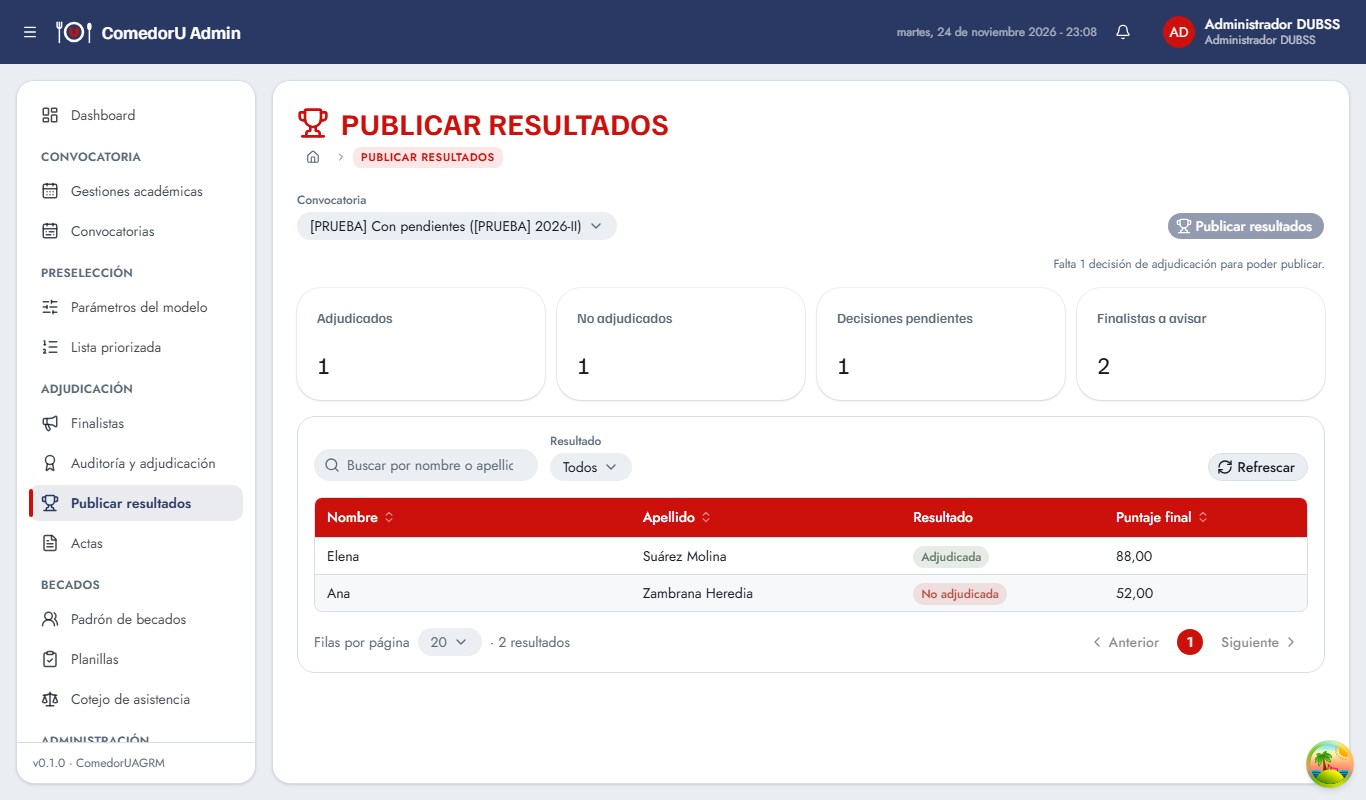 ComedorU Admin
martes, 24 de noviembre 2026 - 23:08
AD
Administrador DUBSS
Administrador DUBSS
Dashboard
CONVOCATORIA
Gestiones académicas
Convocatorias
PRESELECCIÓN
Parámetros del modelo
Lista priorizada
ADJUDICACIÓN
Finalistas
Auditoría y adjudicación
Publicar resultados
Actas
BECADOS
Padrón de becados
Planillas
Cotejo de asistencia
ADMINISTRACIÓN
v0.1.0 · ComedorUAGRM
PUBLICAR RESULTADOS
PUBLICAR RESULTADOS
Convocatoria
[PRUEBA] Con pendientes ([PRUEBA] 2026-II)
Publicar resultados
Falta 1 decisión de adjudicación para poder publicar.
Adjudicados
1
No adjudicados
1
Decisiones pendientes
1
Finalistas a avisar
2
Buscar por nombre o apellic
Resultado
Todos
Refrescar
Nombre Apellido Resultado Puntaje final
Elena Suárez Molina Adjudicada 88,00
Ana Zambrana Heredia No adjudicada 52,00
Filas por página 20 · 2 resultados
Anterior 1 Siguiente